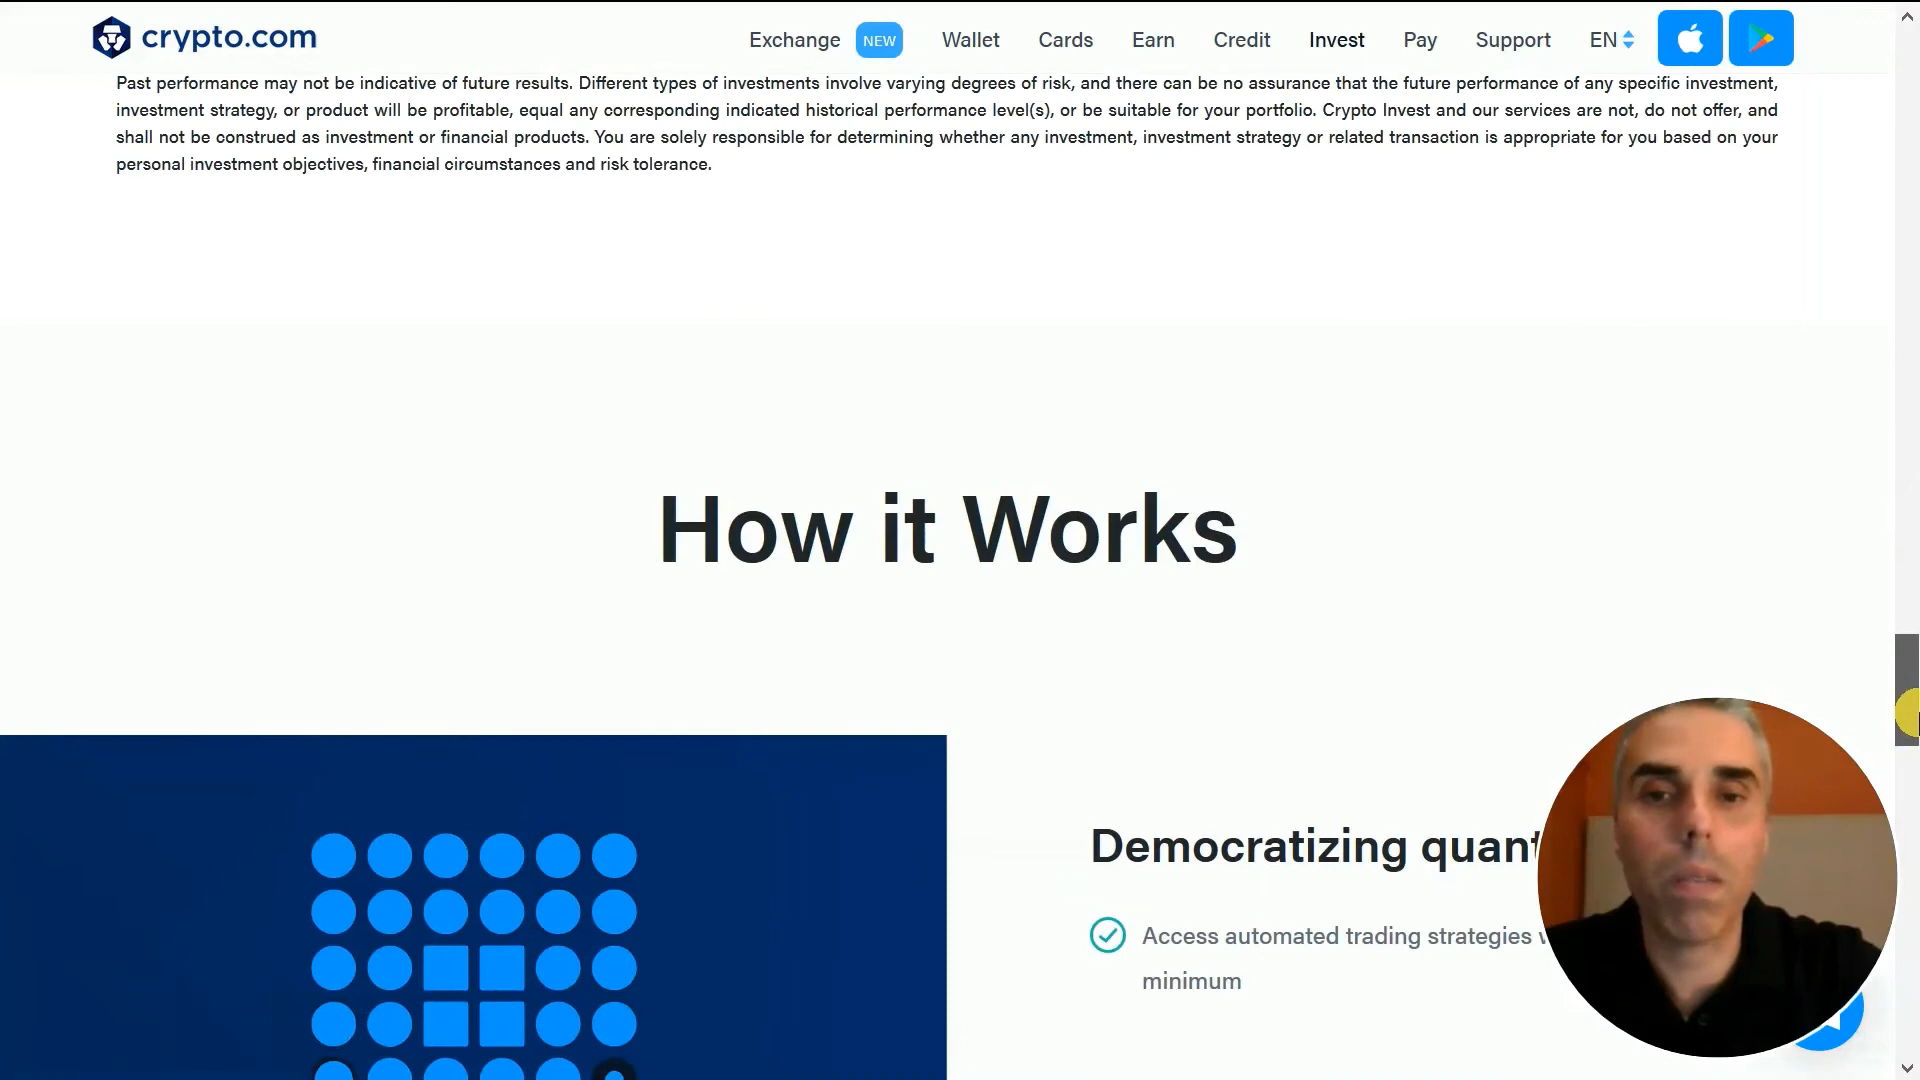 crypto.com
Exchange NEW Wallet Cards Earn Credit Invest Pay Support EN
Past performance may not be indicative of future results. Different types of investments involve varying degrees of risk, and there can be no assurance that the future performance of any specific investment,
investment strategy, or product will be profitable, equal any corresponding indicated historical performance level(s), or be suitable for your portfolio. Crypto Invest and our services are not, do not offer, and
shall not be construed as investment or financial products. You are solely responsible for determining whether any investment, investment strategy or related transaction is appropriate for you based on your
personal investment objectives, financial circumstances and risk tolerance.
How it Works
Democratizing quant
Access automated trading strategies
minimum